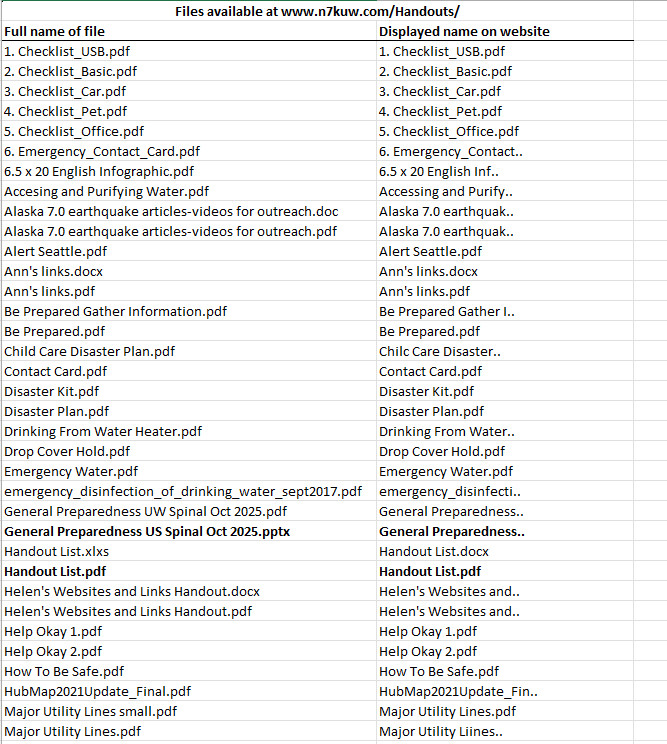 Files available at www.n7kuw.com/Handouts/
Full name of file Displayed name on website
1. Checklist_USB.pdf 1. Checklist_USB.pdf
2. Checklist_Basic.pdf 2. Checklist_Basic.pdf
3. Checklist_Car.pdf 3. Checklist_Car.pdf
4. Checklist_Pet.pdf 4. Checklist_Pet.pdf
5. Checklist_Office.pdf 5. Checklist_Office.pdf
6. Emergency_Contact_Card.pdf 6. Emergency_Contact..
6.5 x 20 English Infographic.pdf 6.5 x 20 English Inf..
Accesing and Purifying Water.pdf Accessing and Purify..
Alaska 7.0 earthquake articles-videos for outreach.doc Alaska 7.0 earthquak..
Alaska 7.0 earthquake articles-videos for outreach.pdf Alaska 7.0 earthquak..
Alert Seattle.pdf Alert Seattle.pdf
Ann's links.docx Ann's links.docx
Ann's links.pdf Ann's links.pdf
Be Prepared Gather Information.pdf Be Prepared Gather I..
Be Prepared.pdf Be Prepared.pdf
Child Care Disaster Plan.pdf Chilc Care Disaster..
Contact Card.pdf Contact Card.pdf
Disaster Kit.pdf Disaster Kit.pdf
Disaster Plan.pdf Disaster Plan.pdf
Drinking From Water Heater.pdf Drinking From Water..
Drop Cover Hold.pdf Drop Cover Hold.pdf
Emergency Water.pdf Emergency Water.pdf
emergency_disinfection_of_drinking_water_sept2017.pdf emergency_disinfecti..
General Preparedness UW Spinal Oct 2025.pdf General Preparedness..
General Preparedness US Spinal Oct 2025.pptx General Preparedness..
Handout List.xlxs Handout List.docx
Handout List.pdf Handout List.pdf
Helen's Websites and Links Handout.docx Helen's Websites and..
Helen's Websites and Links Handout.pdf Helen's Websites and..
Help Okay 1.pdf Help Okay 1.pdf
Help Okay 2.pdf Help Okay 2.pdf
How To Be Safe.pdf How To Be Safe.pdf
HubMap2021Update_Final.pdf HubMap2021Update_Fin..
Major Utility Lines small.pdf Major Utility Lines.pdf
Major Utility Lines.pdf Major Utility Liines..